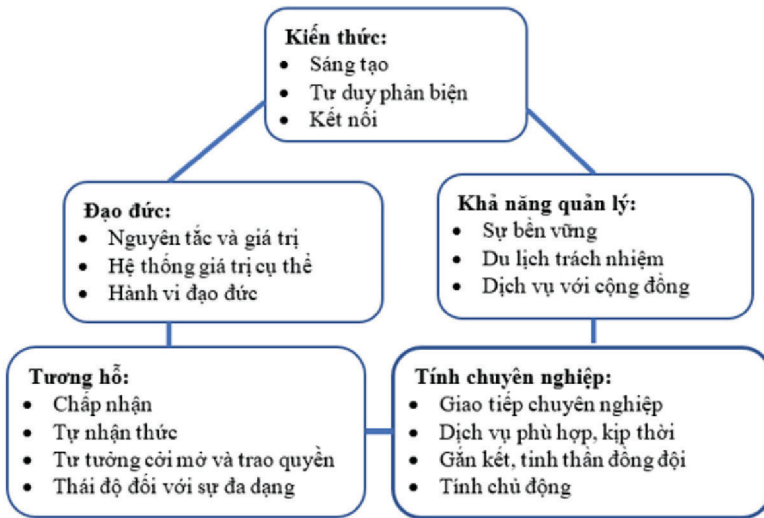 Kiến thức:
• Sáng tạo
• Tư duy phản biện
• Kết nối
Đạo đức:
• Nguyên tắc và giá trị
• Hệ thống giá trị cụ thể
• Hành vi đạo đức
Khả năng quản lý:
• Sự bền vững
• Du lịch trách nhiệm
• Dịch vụ với cộng đồng
Tương hỗ:
• Chấp nhận
• Tự nhận thức
• Tư tưởng cởi mở và trao quyền
• Thái độ đối với sự đa dạng
Tính chuyên nghiệp:
• Giao tiếp chuyên nghiệp
• Dịch vụ phù hợp, kịp thời
• Gắn kết, tinh thần đồng đội
• Tính chủ động